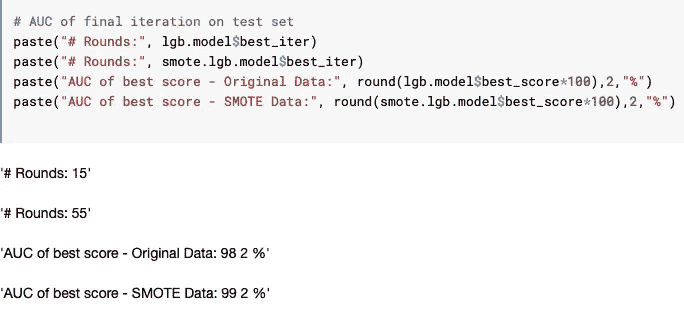 # AUC of final iteration on test set
paste("# Rounds:", lgb.model$best_iter)
paste("# Rounds:", smote.lgb.model$best_iter)
paste("AUC of best score - Original Data:", round(lgb.model$best_score*100),2,"%")
paste("AUC of best score - SMOTE Data:", round(smote.lgb.model$best_score*100),2,"%")
'# Rounds: 15'
'# Rounds: 55'
'AUC of best score - Original Data: 98 2 %'
'AUC of best score - SMOTE Data: 99 2 %'